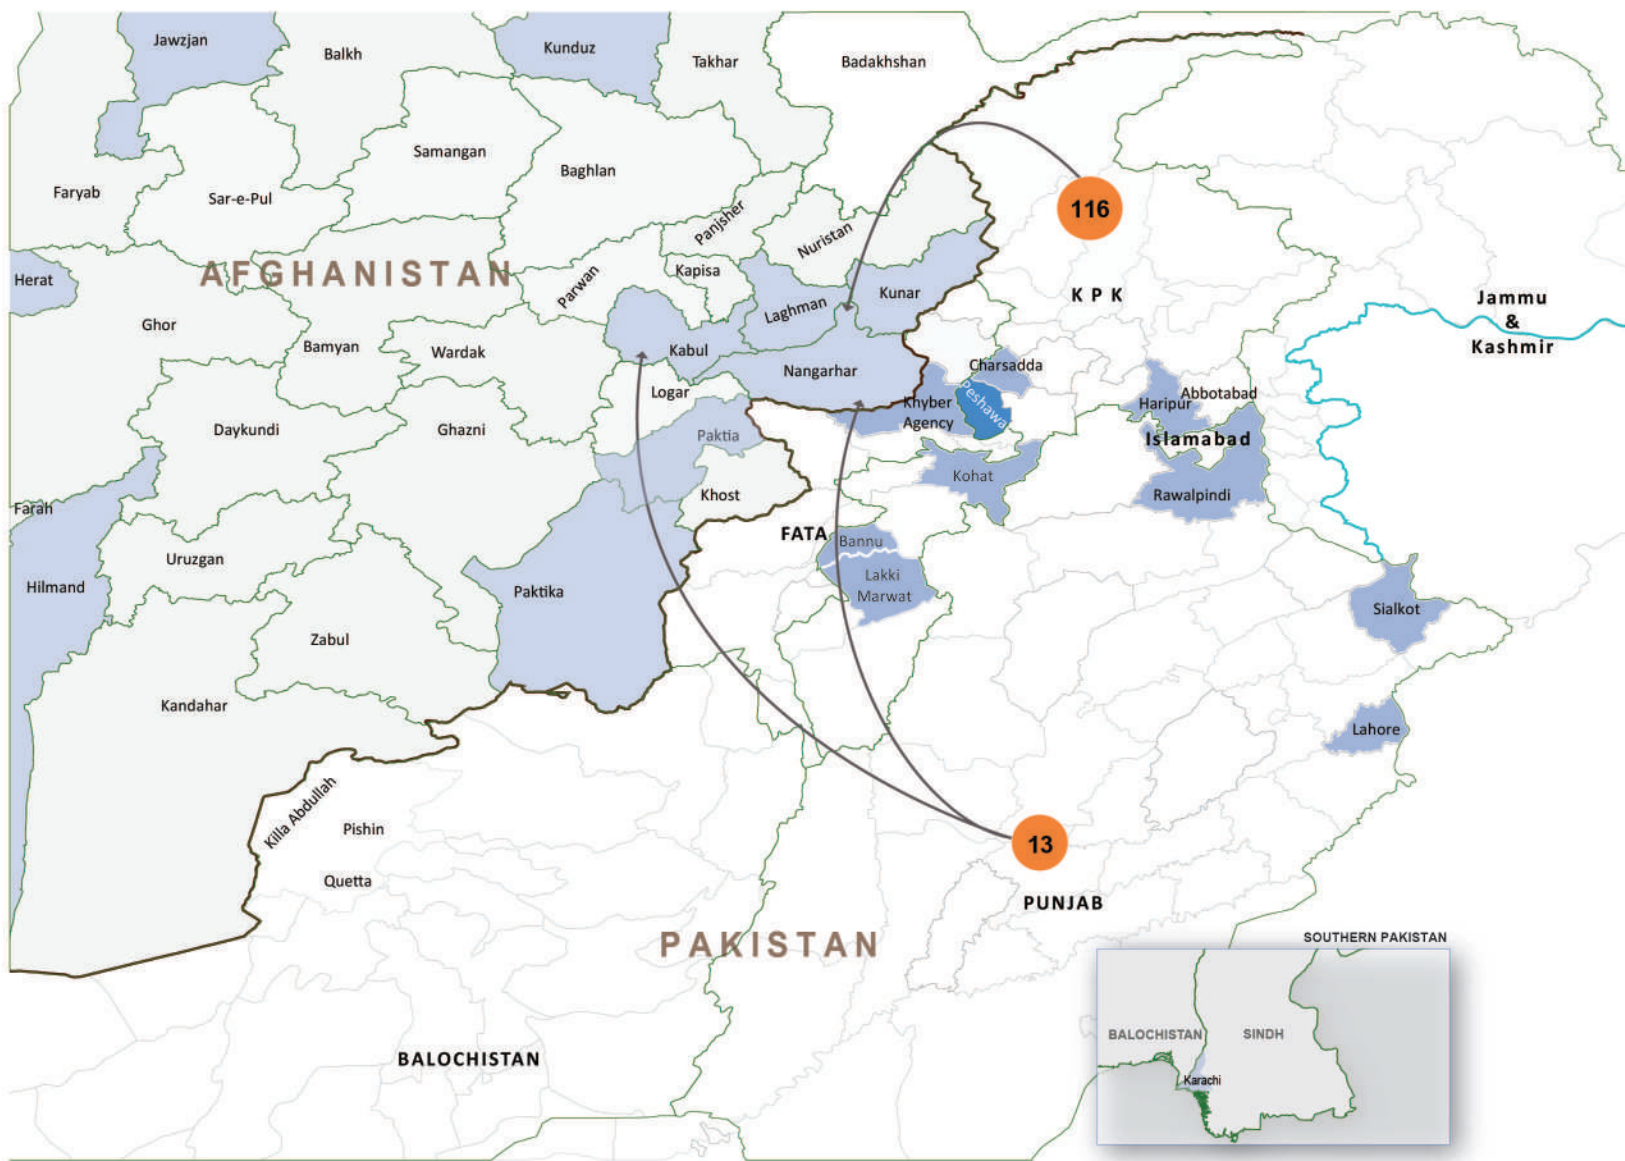 Jawzjan
Balkh
Kunduz
Takhar
Badakhshan
Samangan
Baghlan
Faryab
Sar-e-Pul
Panjsher
Nuristan
116
AFGHANISTAN
Herat
Parwan
Kapisa
Laghman
Kunar
KPK
Jammu
&
Kashmir
Ghor
Bamyan
Wardak
Kabul
Nangarhar
Charsadda
Logar
Khyber
Agency
Peshawa
Haripur
Abbotabad
Islamabad
Daykundi
Ghazni
Paktia
Kohat
Rawalpindi
Khost
Farah
FATA
Bannu
Uruzgan
Hilmand
Paktika
Lakki
Marwat
Sialkot
Zabul
Kandahar
Lahore
Killa Abdullah
Pishin
13
Quetta
PUNJAB
PAKISTAN
SOUTHERN PAKISTAN
BALOCHISTAN
BALOCHISTAN
SINDH
Karachi